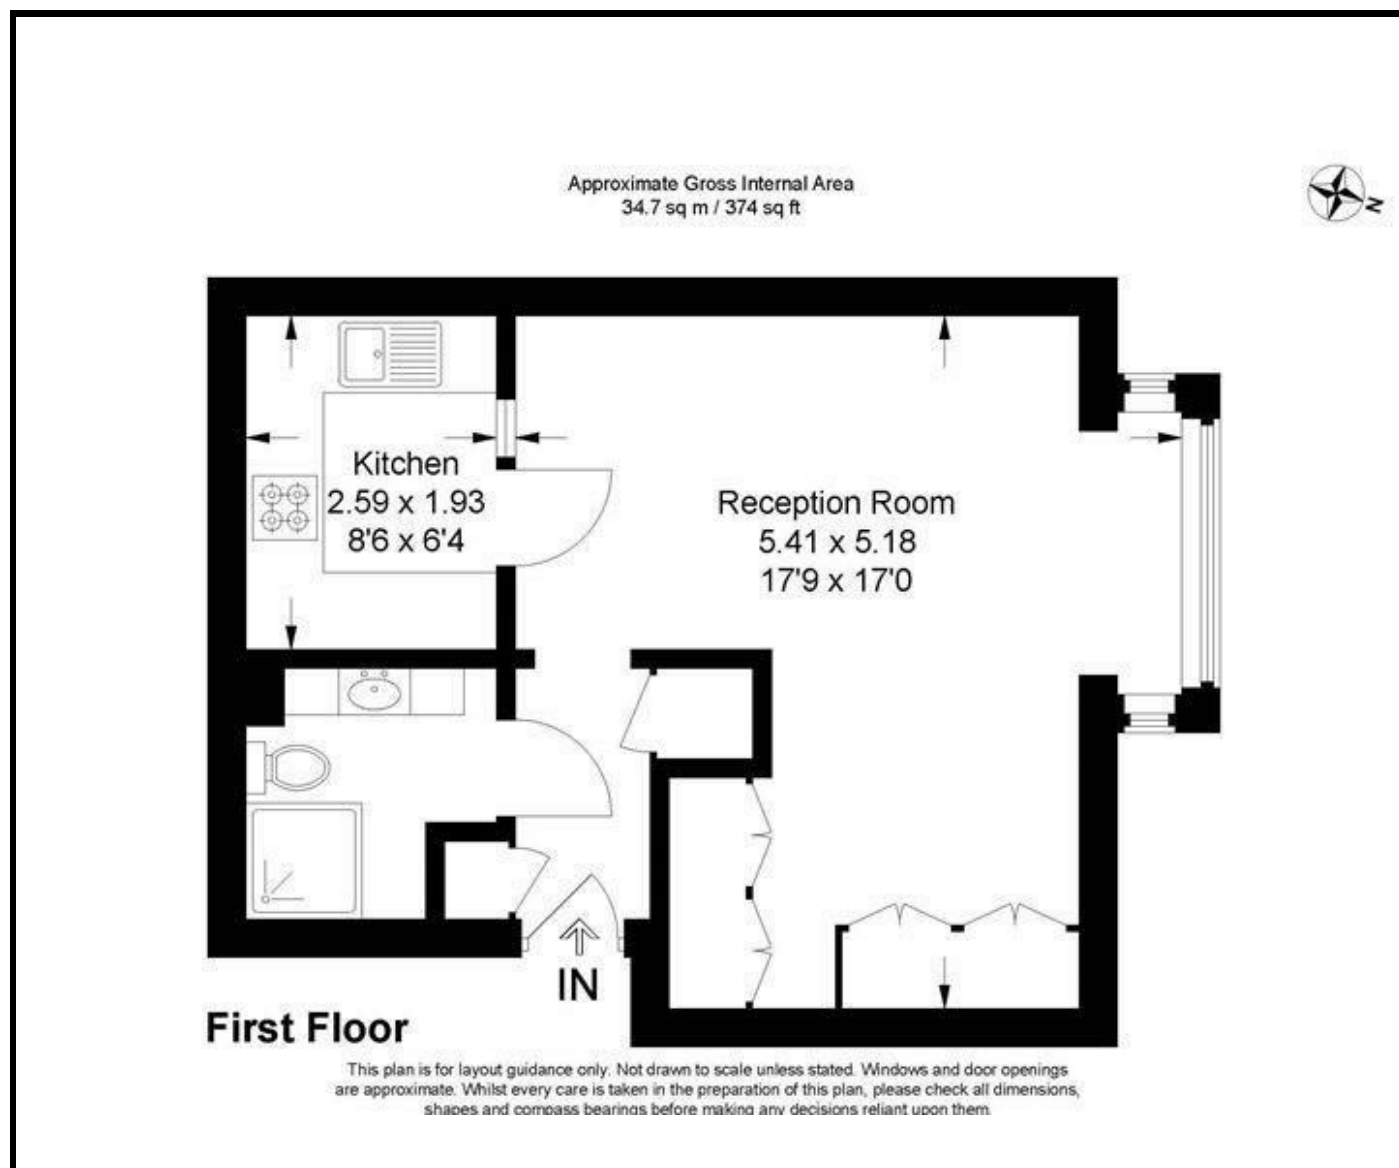 Approximate Gross Internal Area
34.7 sq m / 374 sq ft
N
Kitchen
2.59 x 1.93
8'6 x 6'4
Reception Room
5.41 x 5.18
17'9 x 17'0
IN
First Floor
This plan is for layout guidance only. Not drawn to scale unless stated. Windows and door openings
are approximate. Whilst every care is taken in the preparation of this plan, please check all dimensions,
shapes and compass bearings before making any decisions reliant upon them.